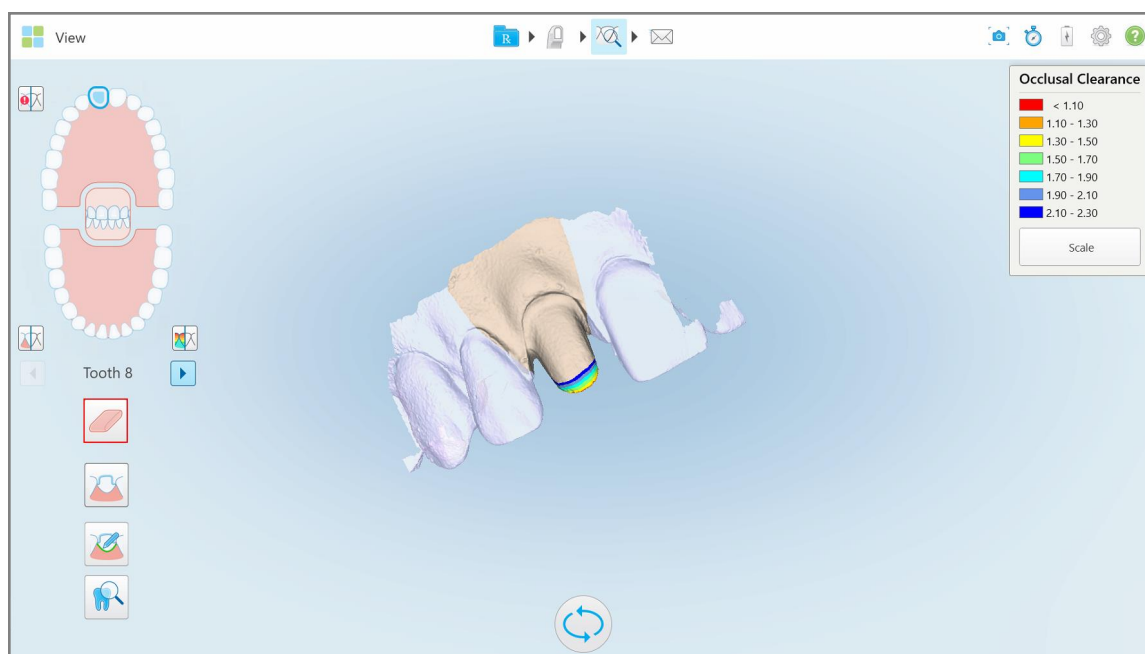 View
R
?
Occlusal Clearance
< 1.10
1.10 - 1.30
1.30 - 1.50
1.50 - 1.70
1.70 - 1.90
1.90 - 2.10
2.10 - 2.30
Scale
Tooth 8